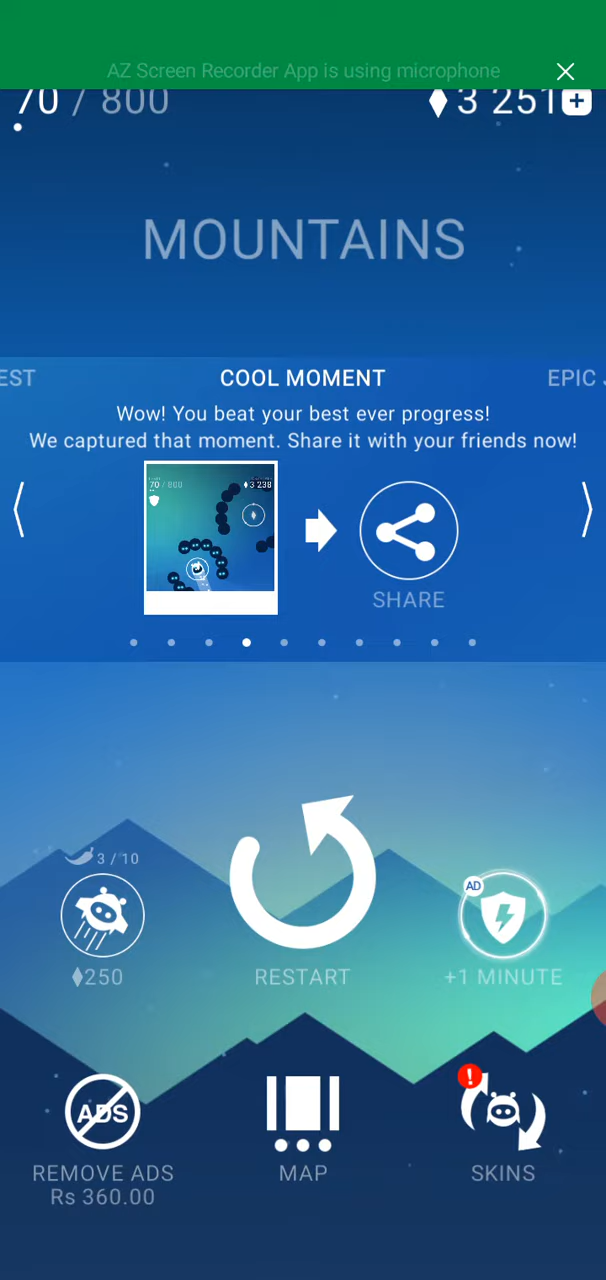 AZ Screen Recorder App is using microphone
70 / 800
3 251
MOUNTAINS
EST
COOL MOMENT
EPIC
Wow! You beat your best ever progress!
We captured that moment. Share it with your friends now!
70 / 800
3 238
SHARE
3 / 10
AD
250
RESTART
+1 MINUTE
ADS
REMOVE ADS
Rs 360.00
MAP
!
SKINS